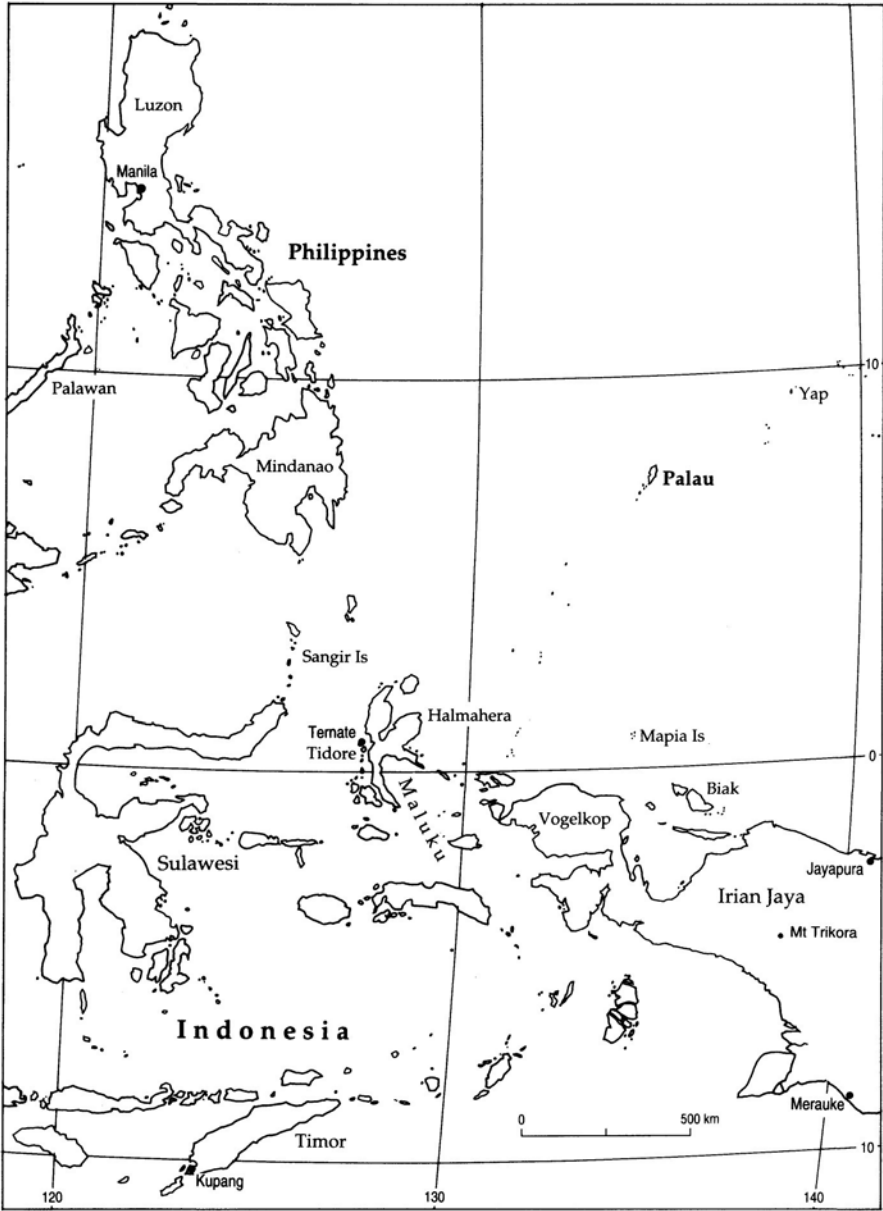 Luzon
Manila
Philippines
10
Palawan
Yap
Mindanao
Palau
Sangir Is
Halmahera
Ternate
Tidore
Mapia Is
0
Maluku
Biak
Vogelkop
Sulawesi
Jayapura
Irian Jaya
Mt Trikora
Indonesia
Merauke
0 500 km
Timor
10
Kupang
120 130 140